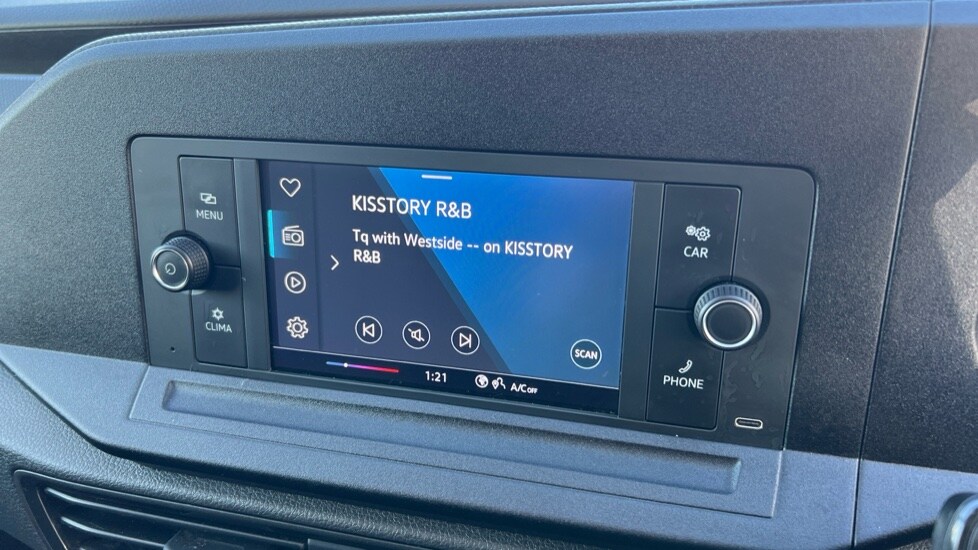 MENU
CLIMA
KISSTORY R&B
Tq with Westside -- on KISSTORY
R&B
SCAN
1:21
A/C OFF
CAR
PHONE